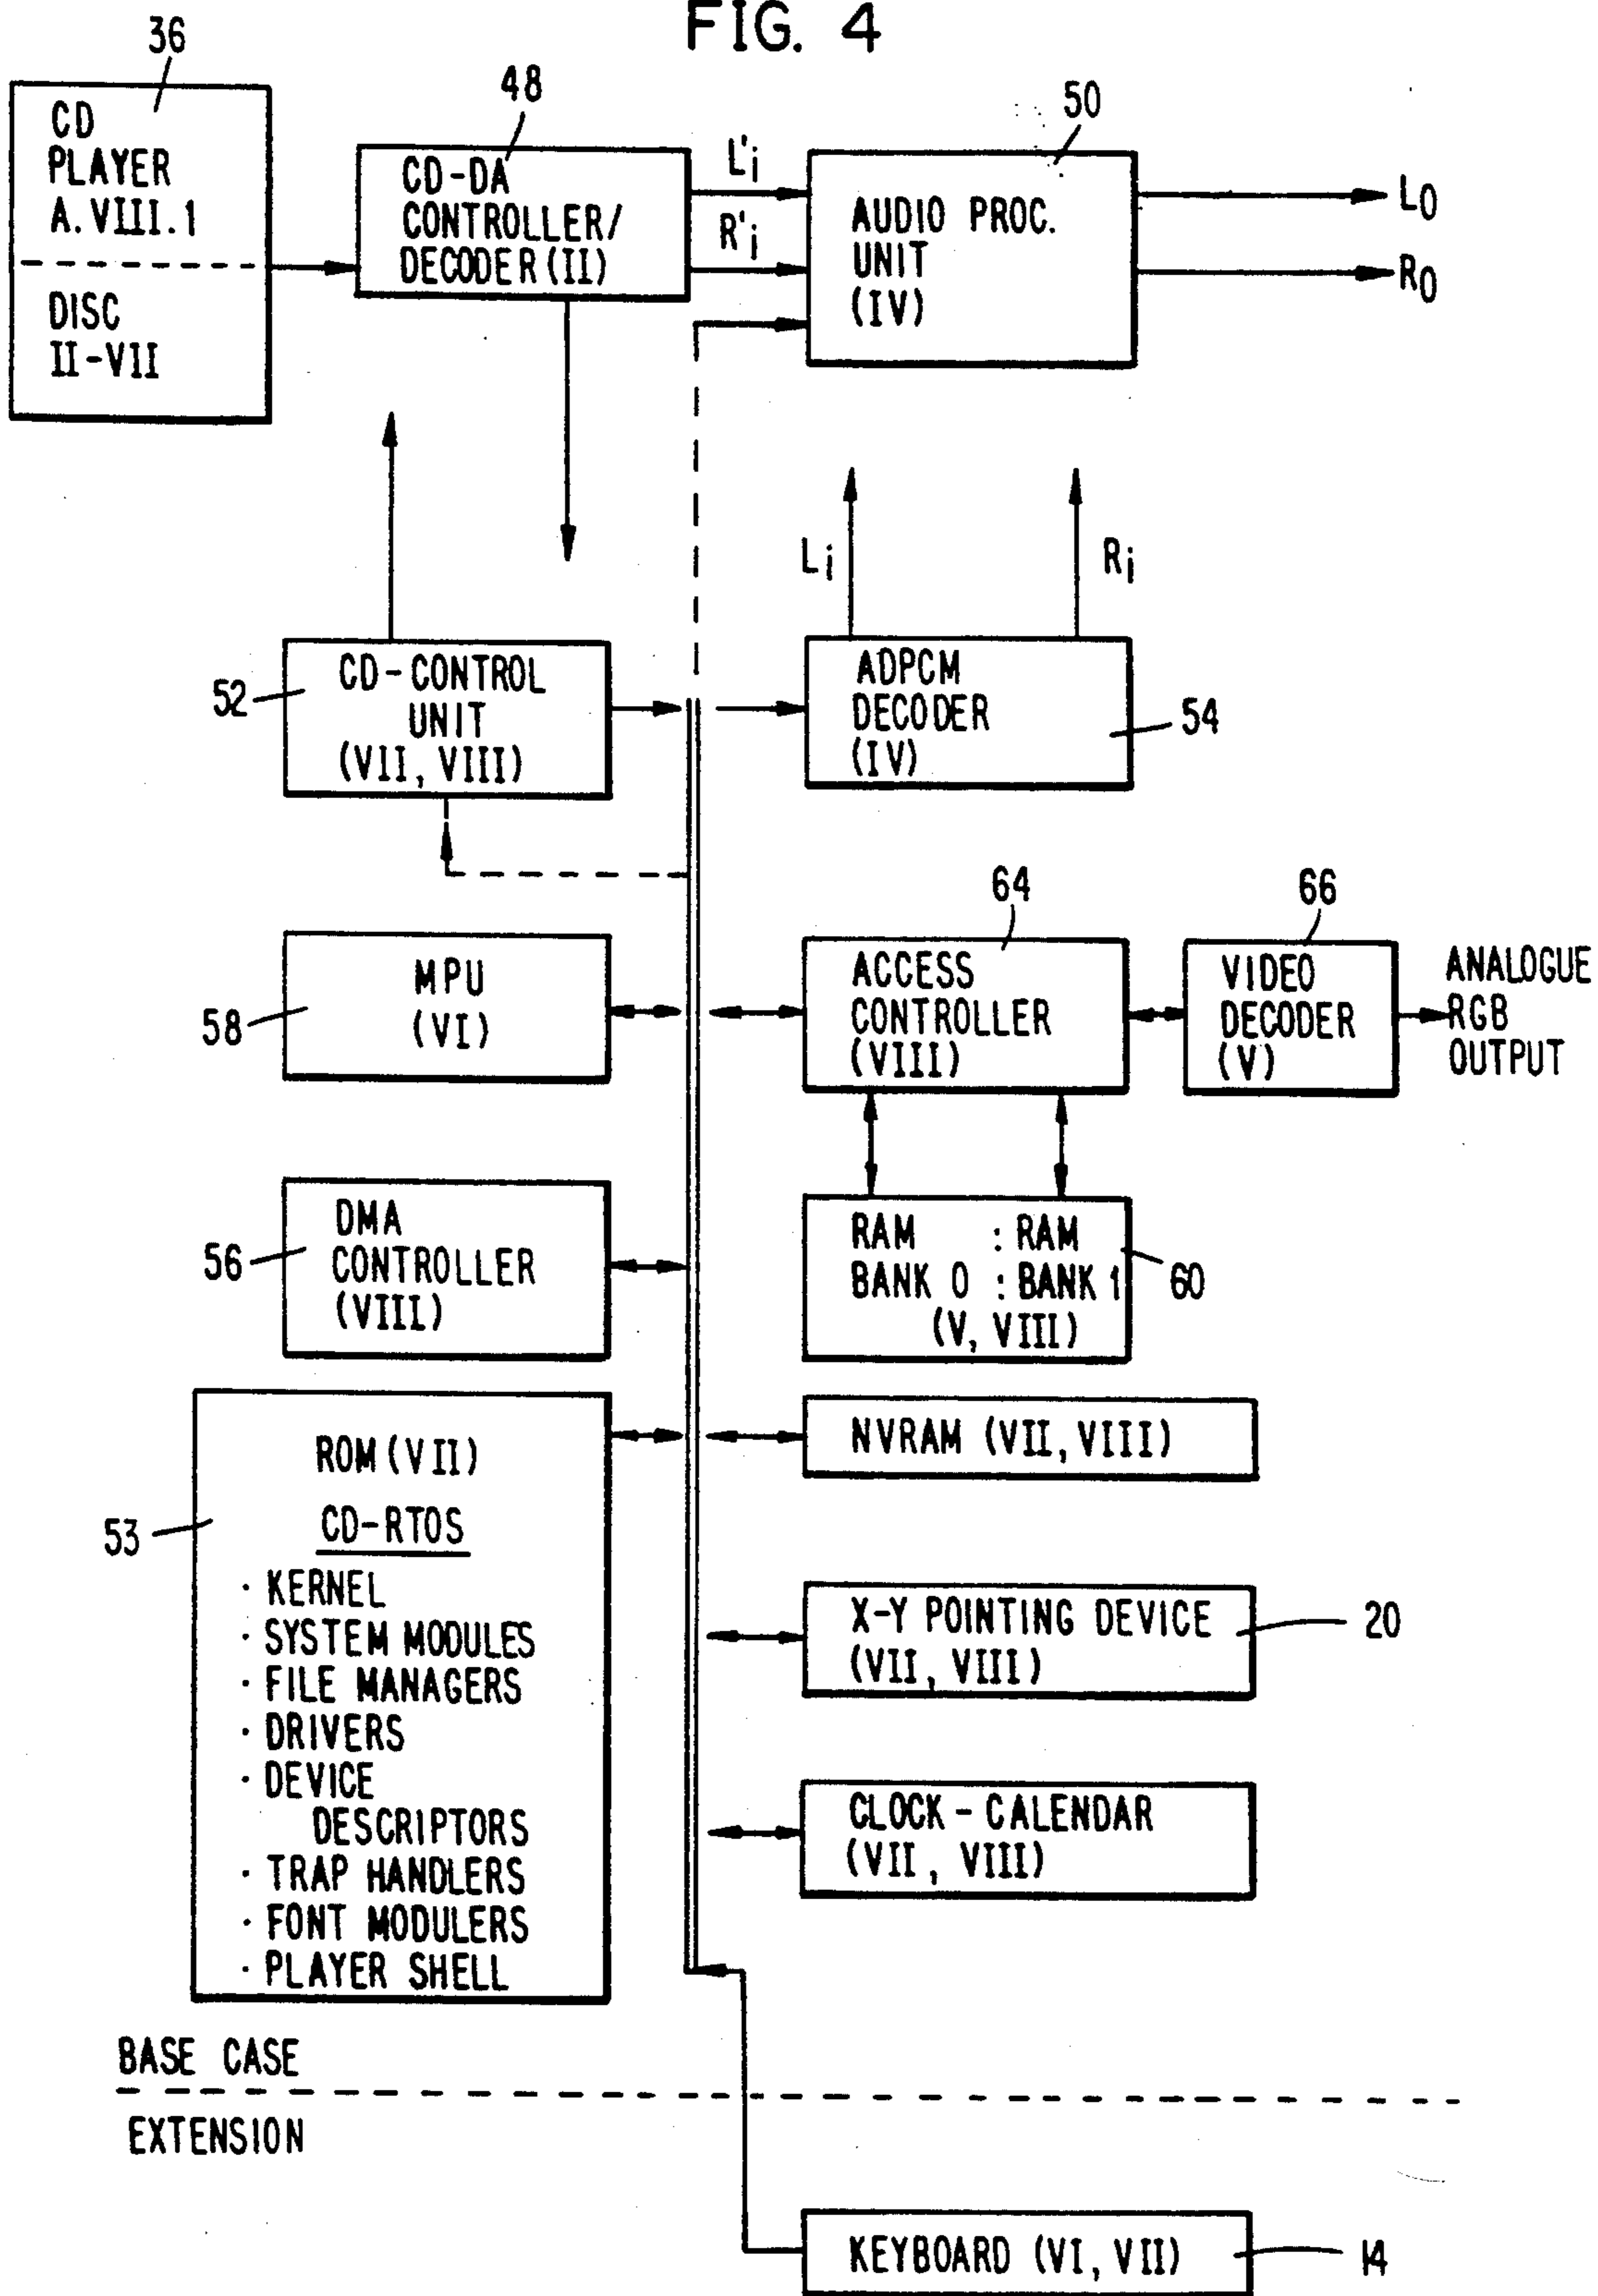 FIG. 4
36
CD
PLAYER
A.VIII.1
DISC
II-VII
48
CD-DA
CONTROLLER/
DECODER (II)
L'i
R'i
50
AUDIO PROC.
UNIT
(IV)
L0
R0
Li
Ri
52
CD-CONTROL
UNIT
(VII, VIII)
ADPCM
DECODER
(IV)
54
58
MPU
(VI)
64
ACCESS
CONTROLLER
(VIII)
66
VIDEO
DECODER
(V)
ANALOGUE
RGB
OUTPUT
56
DMA
CONTROLLER
(VIII)
RAM : RAM
BANK 0 : BANK 1
(V, VIII)
60
53
ROM (VII)
CD-RTOS
· KERNEL
· SYSTEM MODULES
· FILE MANAGERS
· DRIVERS
· DEVICE
DESCRIPTORS
· TRAP HANDLERS
· FONT MODULERS
· PLAYER SHELL
NVRAM (VII, VIII)
X-Y POINTING DEVICE
(VII, VIII)
20
CLOCK-CALENDAR
(VII, VIII)
BASE CASE
EXTENSION
KEYBOARD (VI, VII)
14